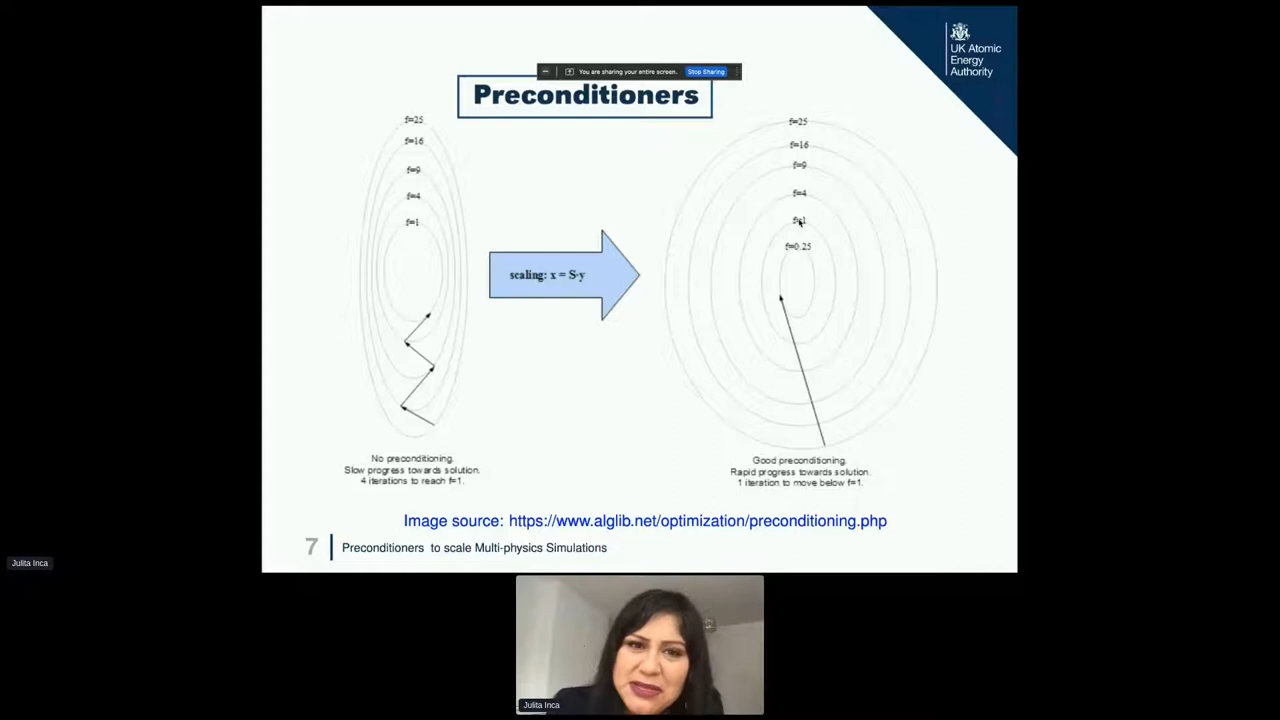 UK Atomic
Energy
Authority
You are sharing your entire screen.
Stop Sharing
Preconditioners
f=25
f=16
f=9
f=4
f=1
scaling: x = S·y
f=25
f=16
f=9
f=4
f=1
f=0.25
No preconditioning.
Slow progress towards solution.
4 iterations to reach f=1.
Good preconditioning.
Rapid progress towards solution.
1 iteration to move below f=1.
Image source: https://www.alglib.net/optimization/preconditioning.php
7
Preconditioners to scale Multi-physics Simulations
Julita Inca
Julita Inca